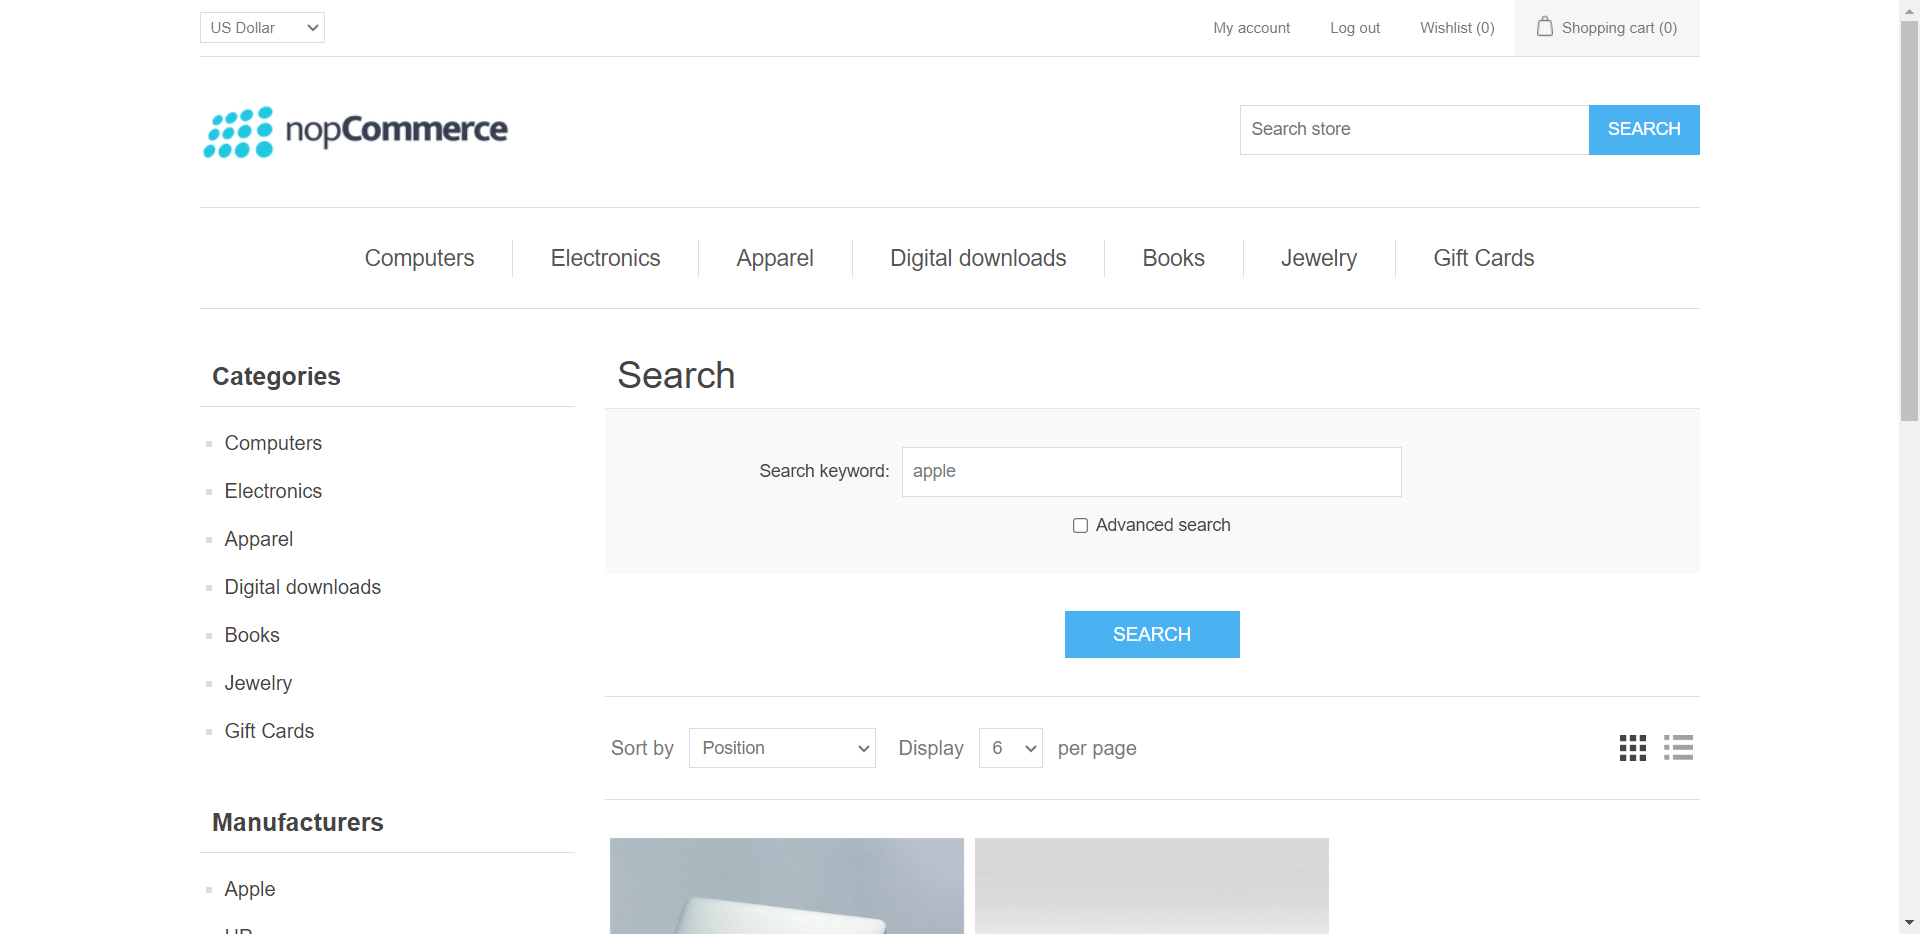 US Dollar
My account
Log out
Wishlist (0)
Shopping cart (0)
nopCommerce
Search store
SEARCH
Computers
Electronics
Apparel
Digital downloads
Books
Jewelry
Gift Cards
Categories
Computers
Electronics
Apparel
Digital downloads
Books
Jewelry
Gift Cards
Manufacturers
Apple
HP
Search
Search keyword: apple
Advanced search
SEARCH
Sort by Position Display 6 per page